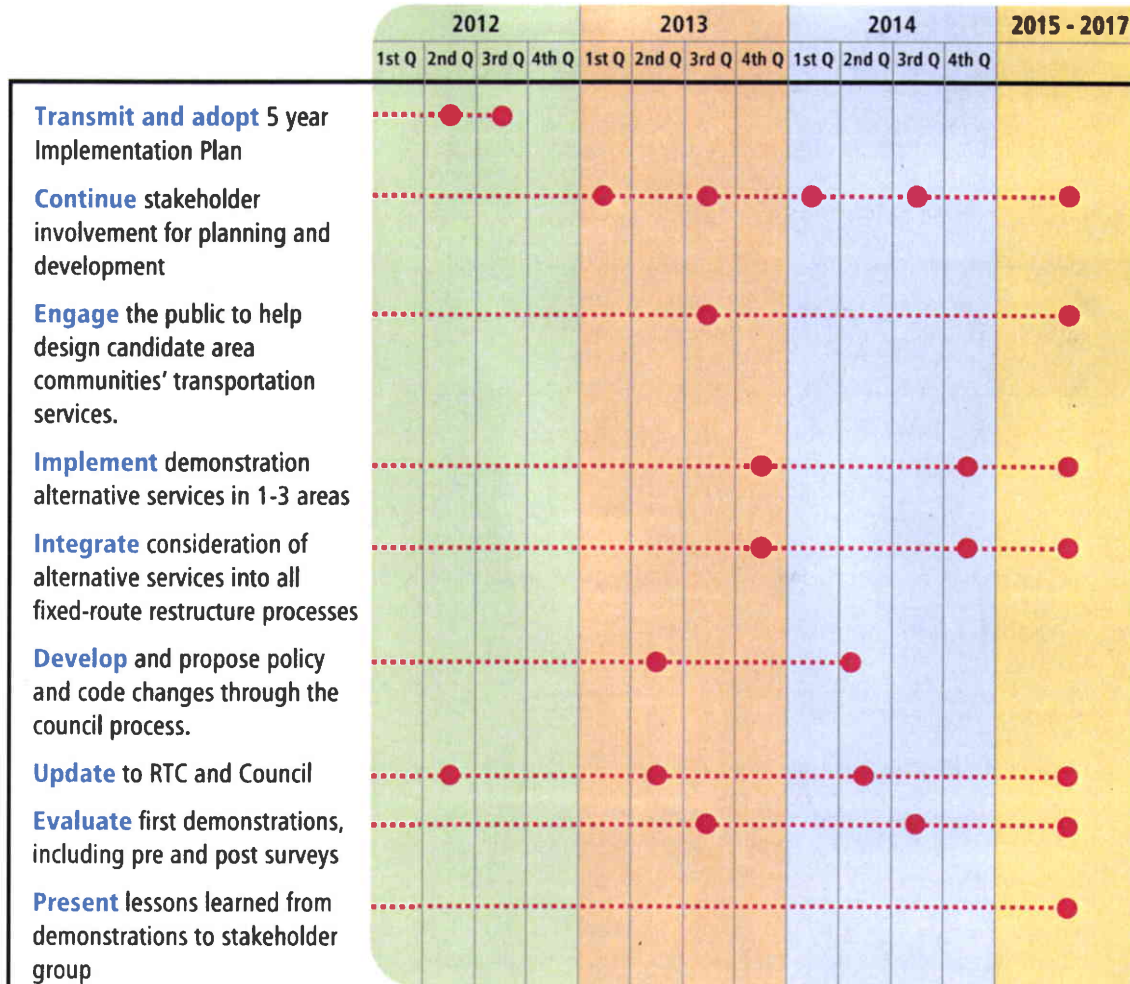 2012 2013 2014 2015 - 2017
1st Q 2nd Q 3rd Q 4th Q 1st Q 2nd Q 3rd Q 4th Q 1st Q 2nd Q 3rd Q 4th Q
Transmit and adopt 5 year
Implementation Plan
Continue stakeholder
involvement for planning and
development
Engage the public to help
design candidate area
communities’ transportation
services.
Implement demonstration
alternative services in 1-3 areas
Integrate consideration of
alternative services into all
fixed-route restructure processes
Develop and propose policy
and code changes through the
council process.
Update to RTC and Council
Evaluate first demonstrations,
including pre and post surveys
Present lessons learned from
demonstrations to stakeholder
group